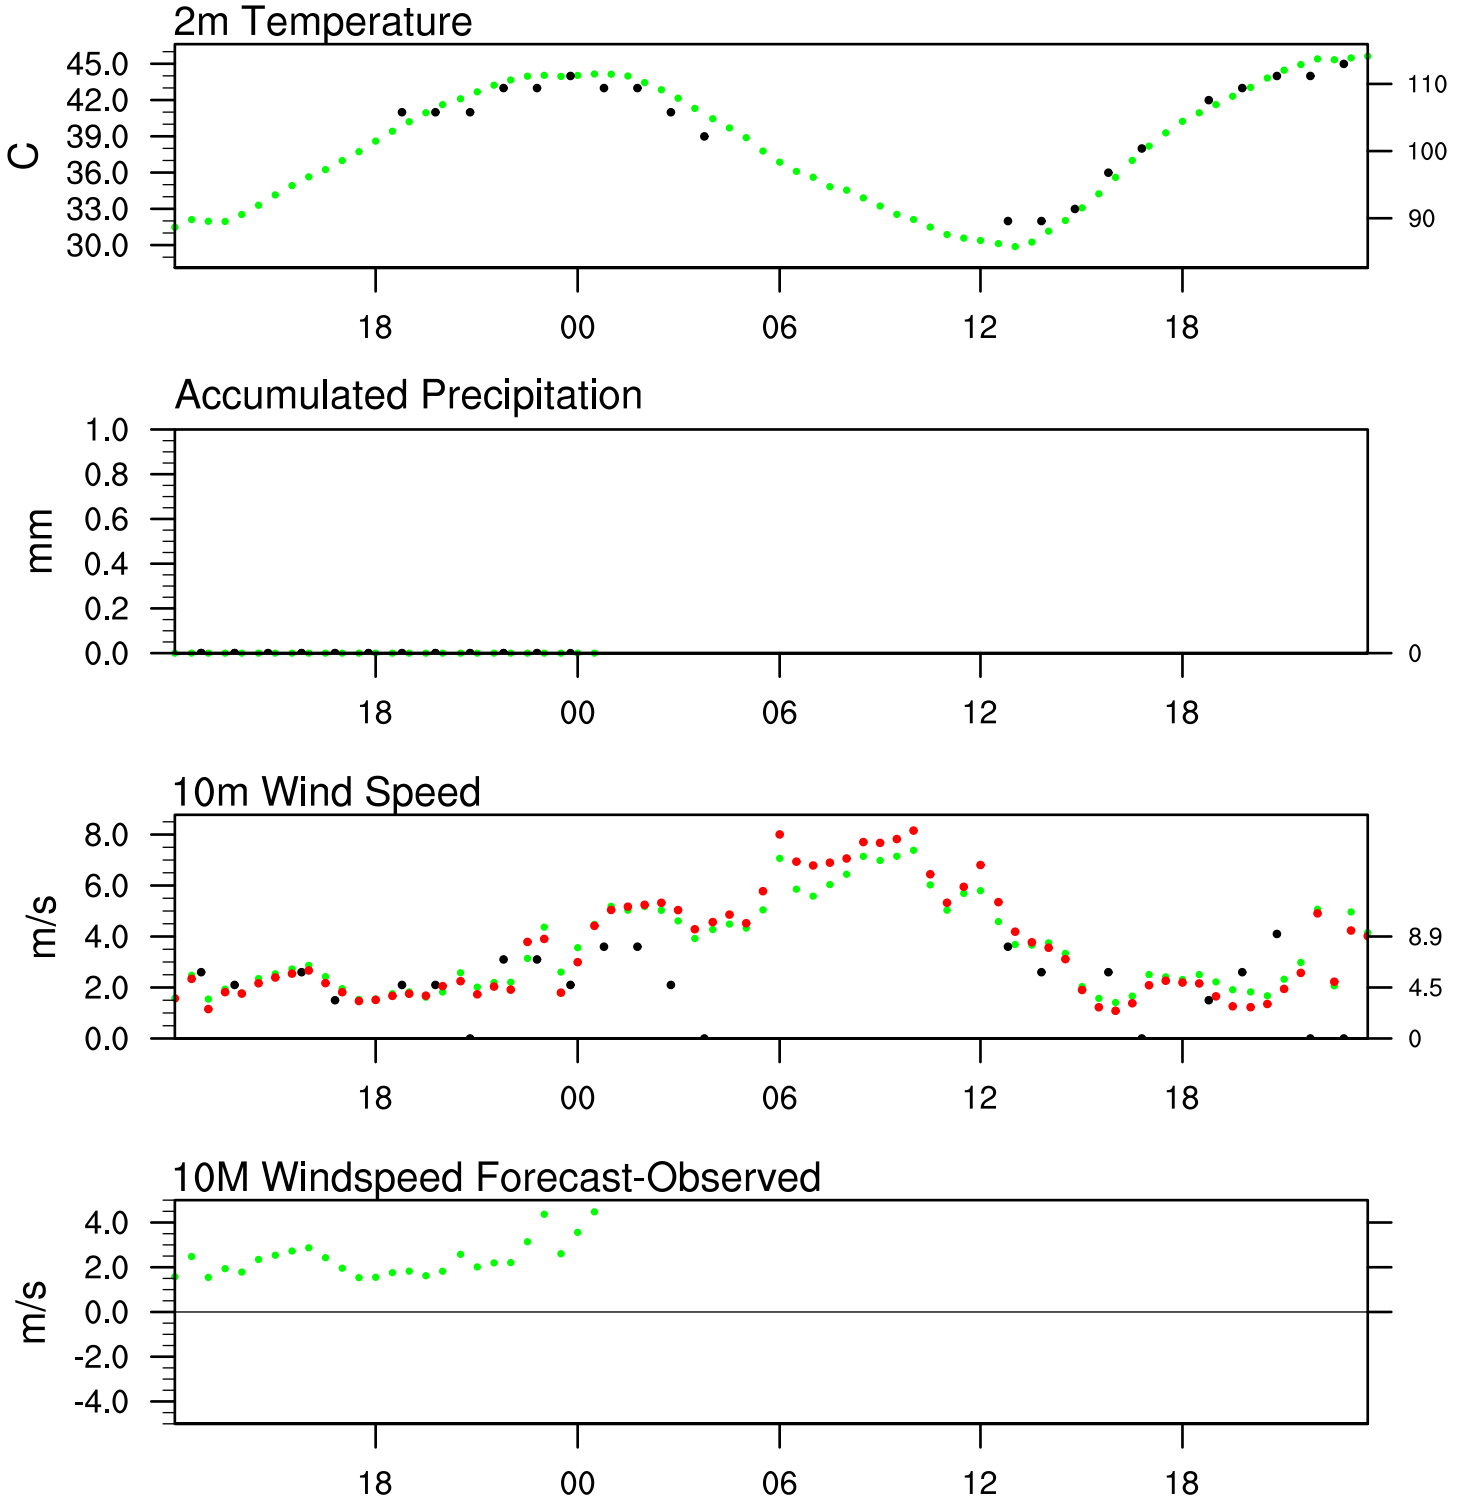 2m Temperature
45.0
42.0
39.0
36.0
33.0
30.0
C
110
100
90
18 00 06 12 18
Accumulated Precipitation
1.0
0.8
0.6
0.4
0.2
0.0
mm
0
18 00 06 12 18
10m Wind Speed
8.0
6.0
4.0
2.0
0.0
m/s
8.9
4.5
0
18 00 06 12 18
10M Windspeed Forecast-Observed
4.0
2.0
0.0
-2.0
-4.0
m/s
18 00 06 12 18